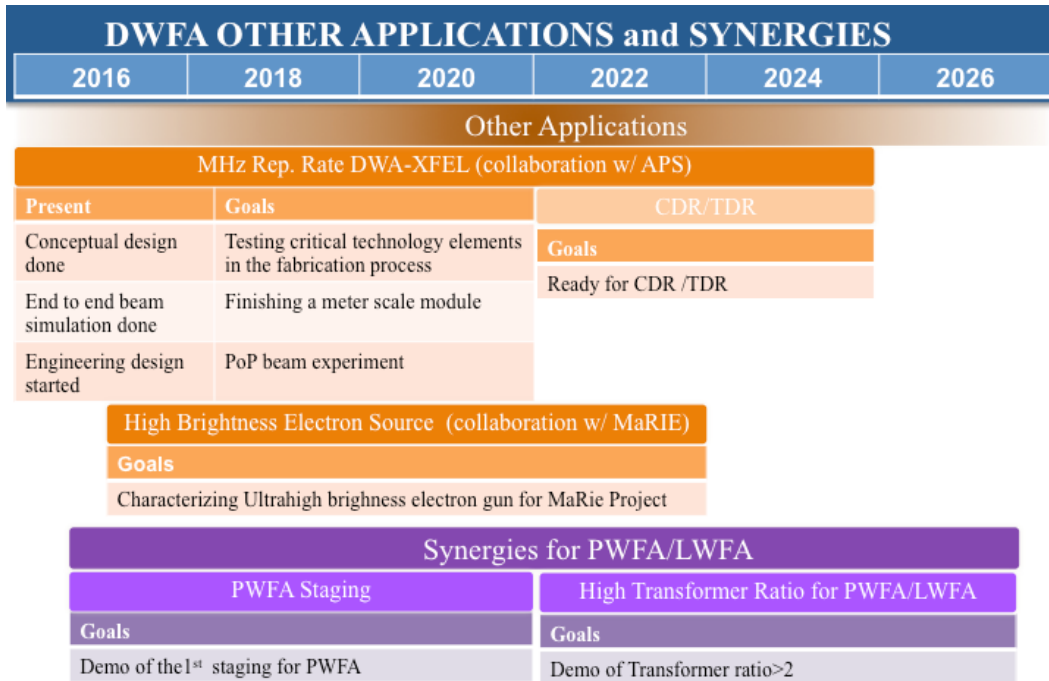 DWFA OTHER APPLICATIONS and SYNERGIES
2016 2018 2020 2022 2024 2026
Other Applications
MHz Rep. Rate DWA-XFEL (collaboration w/ APS)
Present Goals CDR/TDR
Conceptual design
done
Testing critical technology elements
in the fabrication process
Goals
Ready for CDR /TDR
End to end beam
simulation done
Finishing a meter scale module
Engineering design
started
PoP beam experiment
High Brightness Electron Source (collaboration w/ MaRIE)
Goals
Characterizing Ultrahigh brighness electron gun for MaRie Project
Synergies for PWFA/LWFA
PWFA Staging
Goals
Demo of the1st staging for PWFA
High Transformer Ratio for PWFA/LWFA
Goals
Demo of Transformer ratio>2